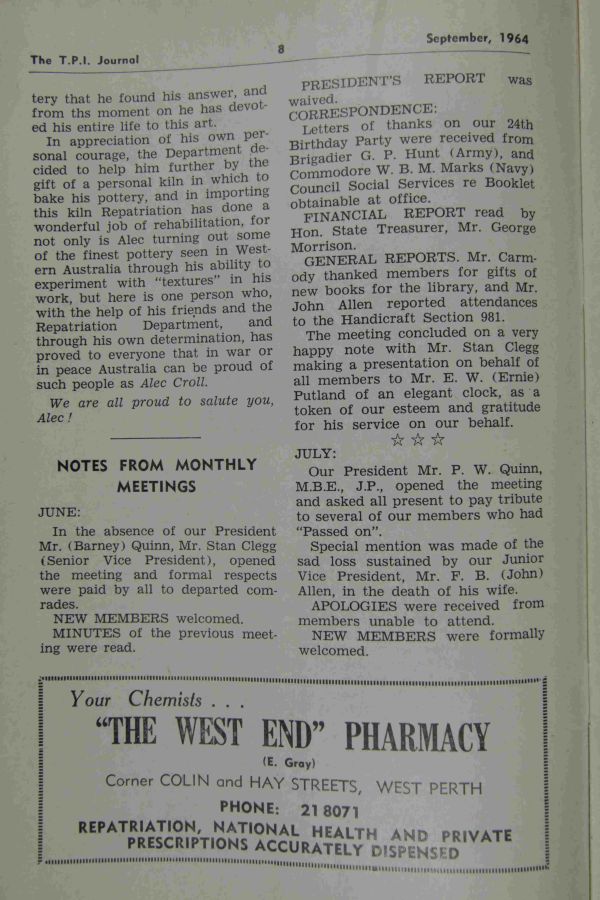 The T.P.I. Journal
8
September, 1964
tery that he found his answer, and
from ths moment on he has devot-
ed his entire life to this art.
In appreciation of his own per-
sonal courage, the Department de-
cided to help him further by the
gift of a personal kiln in which to
bake his pottery, and in importing
this kiln Repatriation has done a
wonderful job of rehabilitation, for
not only is Alec turning out some
of the finest pottery seen in West-
ern Australia through his ability to
experiment with "textures" in his
work, but here is one person who,
with the help of his friends and the
Repatriation Department, and
through his own determination, has
proved to everyone that in war or
in peace Australia can be proud of
such people as Alec Croll.
We are all proud to salute you,
Alec !
NOTES FROM MONTHLY
MEETINGS
JUNE:
In the absence of our President
Mr. (Barney) Quinn, Mr. Stan Clegg
(Senior Vice President), opened
the meeting and formal respects
were paid by all to departed com-
rades.
NEW MEMBERS welcomed.
MINUTES of the previous meet-
ing were read.
PRESIDENT'S REPORT was
waived.
CORRESPONDENCE:
Letters of thanks on our 24th
Birthday Party were received from
Brigadier G. P. Hunt (Army), and
Commodore W. B. M. Marks (Navy)
Council Social Services re Booklet
obtainable at office.
FINANCIAL REPORT read by
Hon. State Treasurer, Mr. George
Morrison.
GENERAL REPORTS. Mr. Carm-
ody thanked members for gifts of
new books for the library, and Mr.
John Allen reported attendances
to the Handicraft Section 981.
The meeting concluded on a very
happy note with Mr. Stan Clegg
making a presentation on behalf of
all members to Mr. E. W. (Ernie)
Putland of an elegant clock, as a
token of our esteem and gratitude
for his service on our behalf.
☆ ☆ ☆
JULY:
Our President Mr. P. W. Quinn,
M.B.E., J.P., opened the meeting
and asked all present to pay tribute
to several of our members who had
"Passed on".
Special mention was made of the
sad loss sustained by our Junior
Vice President, Mr. F. B. (John)
Allen, in the death of his wife.
APOLOGIES were received from
members unable to attend.
NEW MEMBERS were formally
welcomed.
Your Chemists . . .
"THE WEST END" PHARMACY
(E. Gray)
Corner COLIN and HAY STREETS, WEST PERTH
PHONE: 21 8071
REPATRIATION, NATIONAL HEALTH AND PRIVATE
PRESCRIPTIONS ACCURATELY DISPENSED